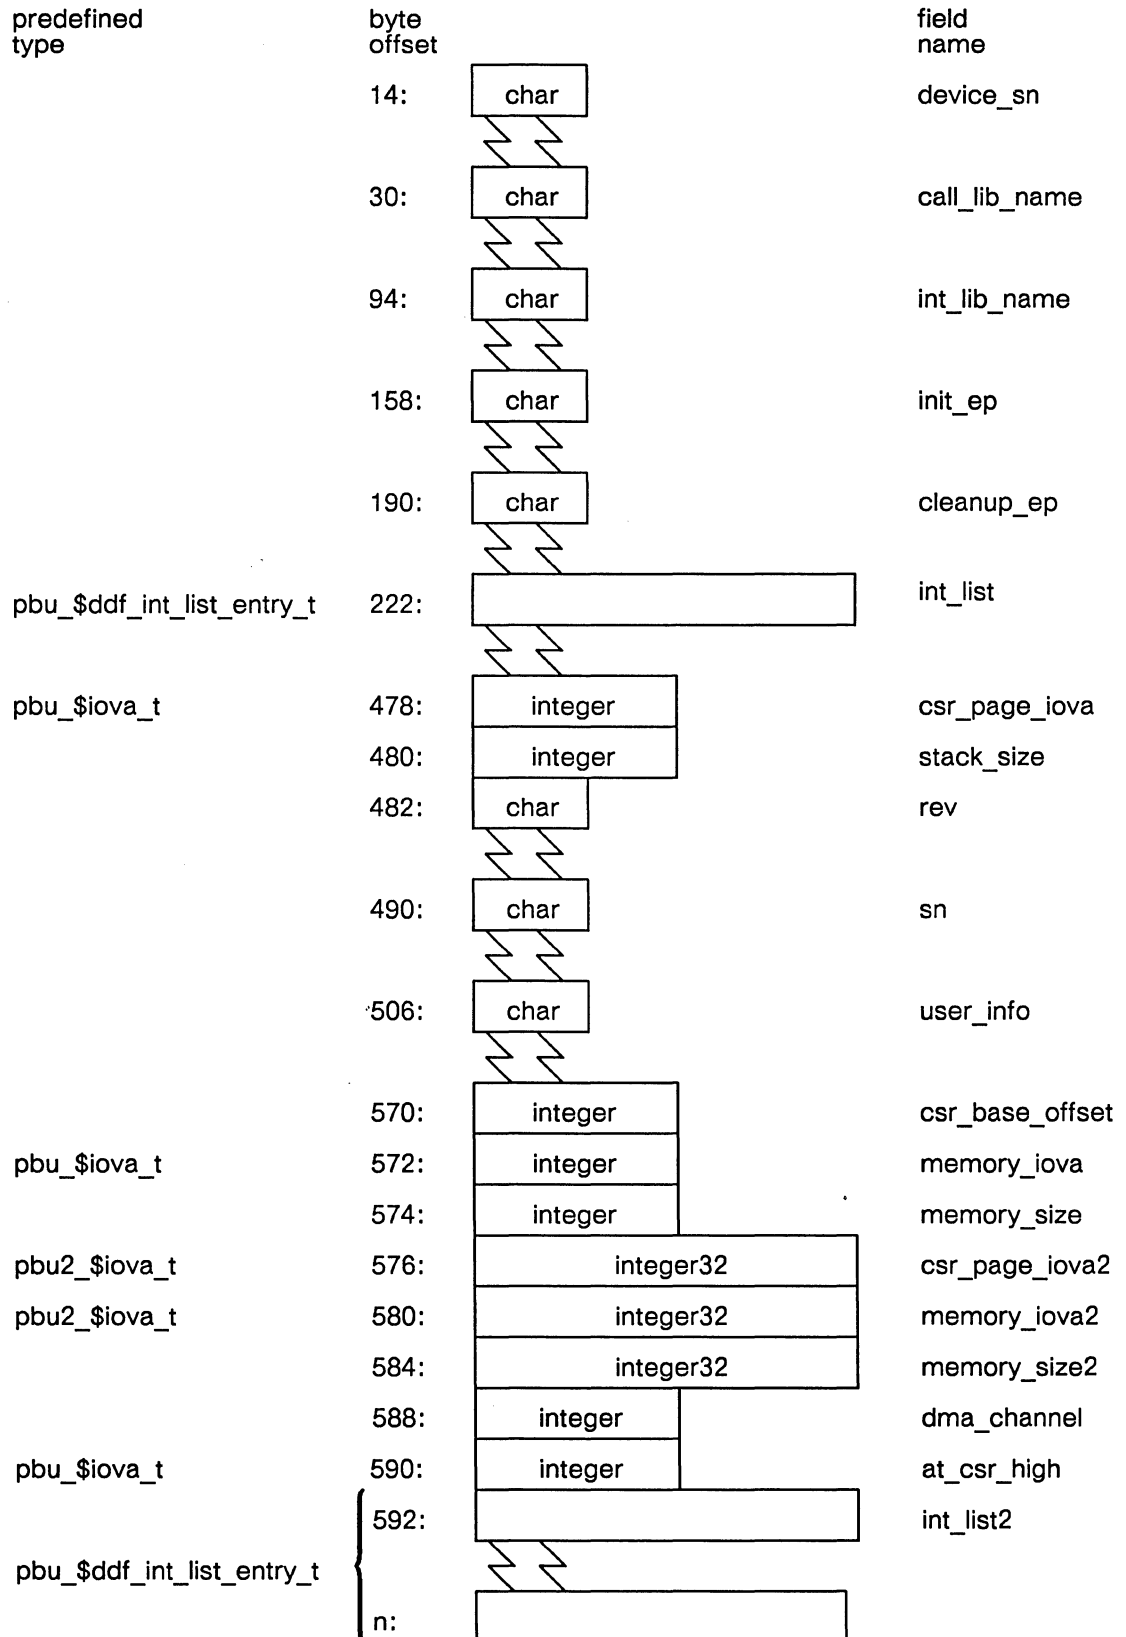 predefined byte field
type offset name
14: char device_sn
30: char call_lib_name
94: char int_lib_name
158: char init_ep
190: char cleanup_ep
pbu_$ddf_int_list_entry_t 222: int_list
pbu_$iova_t 478: integer csr_page_iova
480: integer stack_size
482: char rev
490: char sn
506: char user_info
570: integer csr_base_offset
pbu_$iova_t 572: integer memory_iova
574: integer memory_size
pbu2_$iova_t 576: integer32 csr_page_iova2
pbu2_$iova_t 580: integer32 memory_iova2
584: integer32 memory_size2
588: integer dma_channel
pbu_$iova_t 590: integer at_csr_high
592: int_list2
pbu_$ddf_int_list_entry_t
n: